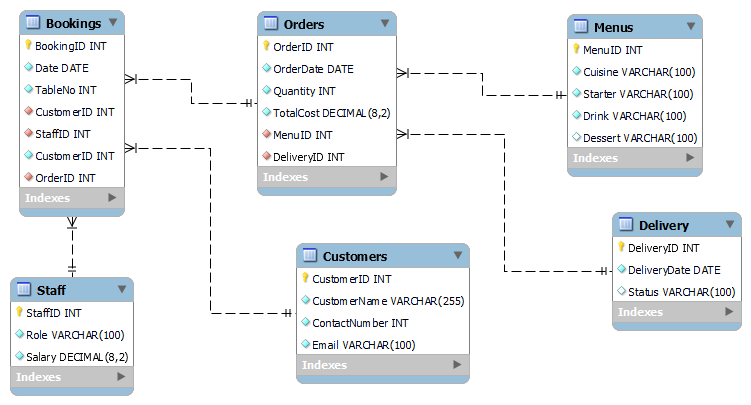 Bookings
BookingID INT
Date DATE
TableNo INT
CustomerID INT
StaffID INT
CustomerID INT
OrderID INT
Indexes
Orders
OrderID INT
OrderDate DATE
Quantity INT
TotalCost DECIMAL(8,2)
MenuID INT
DeliveryID INT
Indexes
Menus
MenuID INT
Cuisine VARCHAR(100)
Starter VARCHAR(100)
Drink VARCHAR(100)
Dessert VARCHAR(100)
Indexes
Staff
StaffID INT
Role VARCHAR(100)
Salary DECIMAL(8,2)
Indexes
Customers
CustomerID INT
CustomerName VARCHAR(255)
ContactNumber INT
Email VARCHAR(100)
Indexes
Delivery
DeliveryID INT
DeliveryDate DATE
Status VARCHAR(100)
Indexes